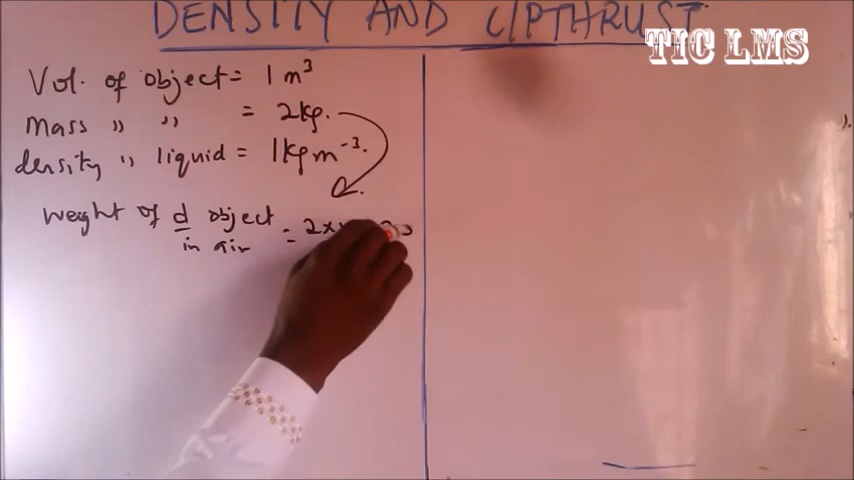 DENSITY AND UPTHRUST
TIC LMS
Vol. of object = 1 m³
Mass " " = 2kg.
density " liquid = 1kgm⁻³.
Weight of d object
in air = 2x